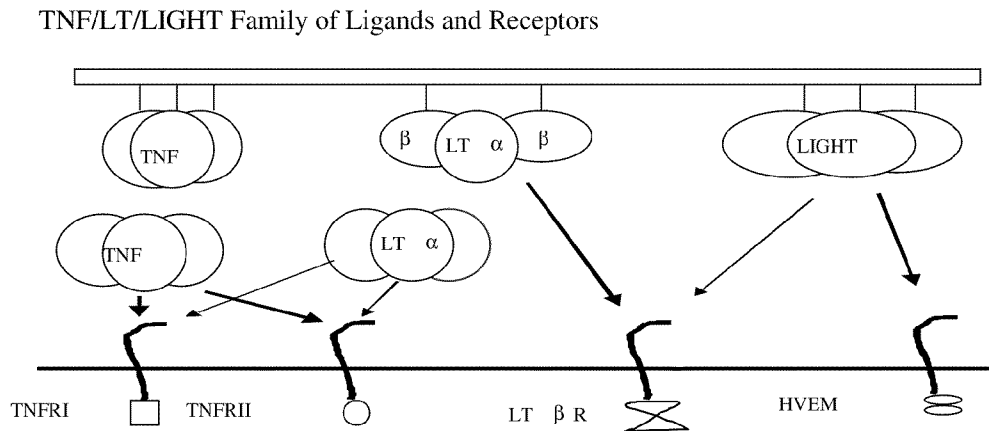 TNF/LT/LIGHT Family of Ligands and Receptors
TNF
β LT α β
LIGHT
TNF
LT α
TNFRI
TNFRII
LT β R
HVEM